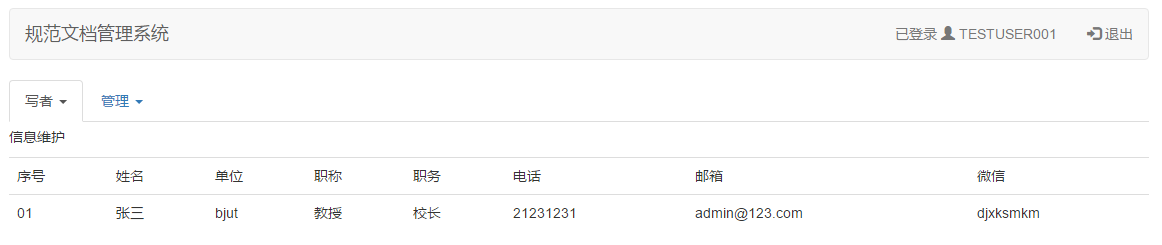 规范文档管理系统 已登录 TESTUSER001 退出
写者 管理
信息维护
序号 姓名 单位 职称 职务 电话 邮箱 微信
01 张三 bjut 教授 校长 21231231 admin@123.com djxksmkm